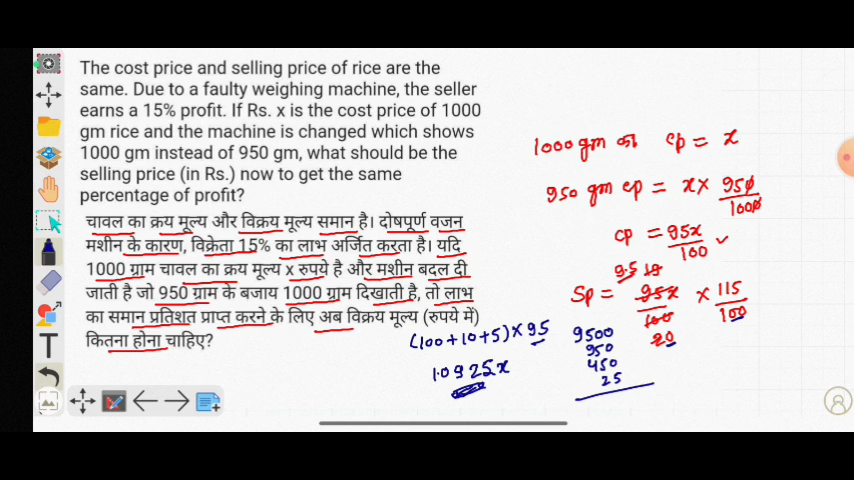 The cost price and selling price of rice are the
same. Due to a faulty weighing machine, the seller
earns a 15% profit. If Rs. x is the cost price of 1000
gm rice and the machine is changed which shows
1000 gm instead of 950 gm, what should be the
selling price (in Rs.) now to get the same
percentage of profit?
चावल का क्रय मूल्य और विक्रय मूल्य समान है। दोषपूर्ण वजन
मशीन के कारण, विक्रेता 15% का लाभ अर्जित करता है। यदि
1000 ग्राम चावल का क्रय मूल्य x रुपये है और मशीन बदल दी
जाती है जो 950 ग्राम के बजाय 1000 ग्राम दिखाती है, तो लाभ
का समान प्रतिशत प्राप्त करने के लिए अब विक्रय मूल्य (रुपये में)
कितना होना चाहिए?
1000 gm का cp = x
950 gm cp = x × 950/1000
cp = 95x/100 ✓
9.5 19
SP = 95x/100 × 115/100
20
(100+10+5) × 95
1.0925x
9500
950
450
25
T